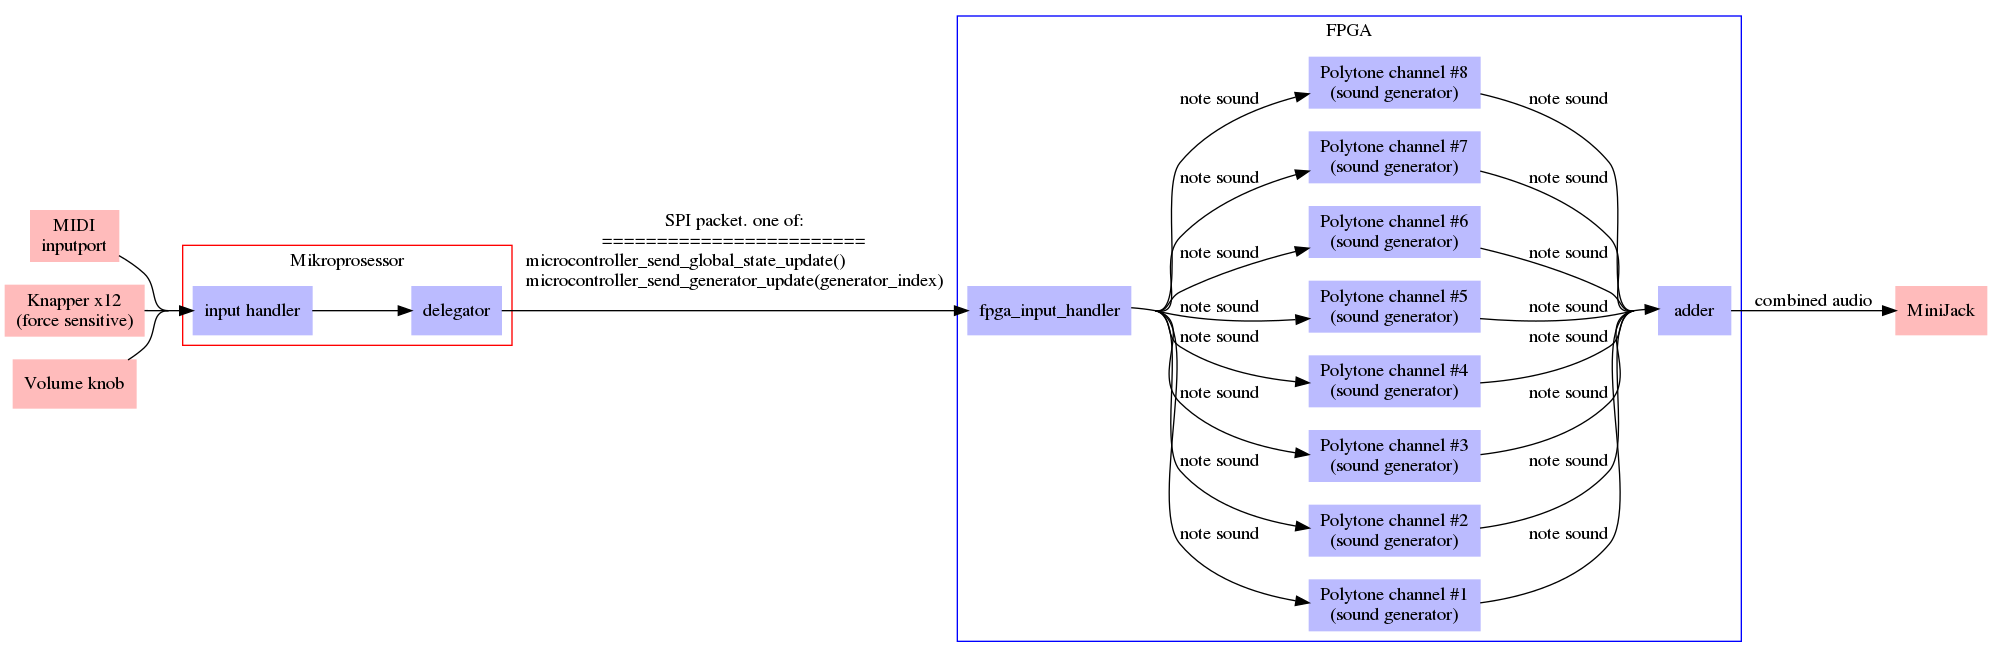 FPGA
Polytone channel #8
(sound generator)
note sound
note sound
Polytone channel #7
(sound generator)
note sound
note sound
MIDI
inputport
SPI packet. one of:
========================
microcontroller_send_global_state_update()
microcontroller_send_generator_update(generator_index)
Polytone channel #6
(sound generator)
note sound
note sound
Mikroprosessor
Knapper x12
(force sensitive)
input handler
delegator
fpga_input_handler
Polytone channel #5
(sound generator)
note sound
note sound
adder
combined audio
MiniJack
note sound
note sound
Volume knob
Polytone channel #4
(sound generator)
note sound
note sound
Polytone channel #3
(sound generator)
note sound
note sound
Polytone channel #2
(sound generator)
note sound
note sound
Polytone channel #1
(sound generator)